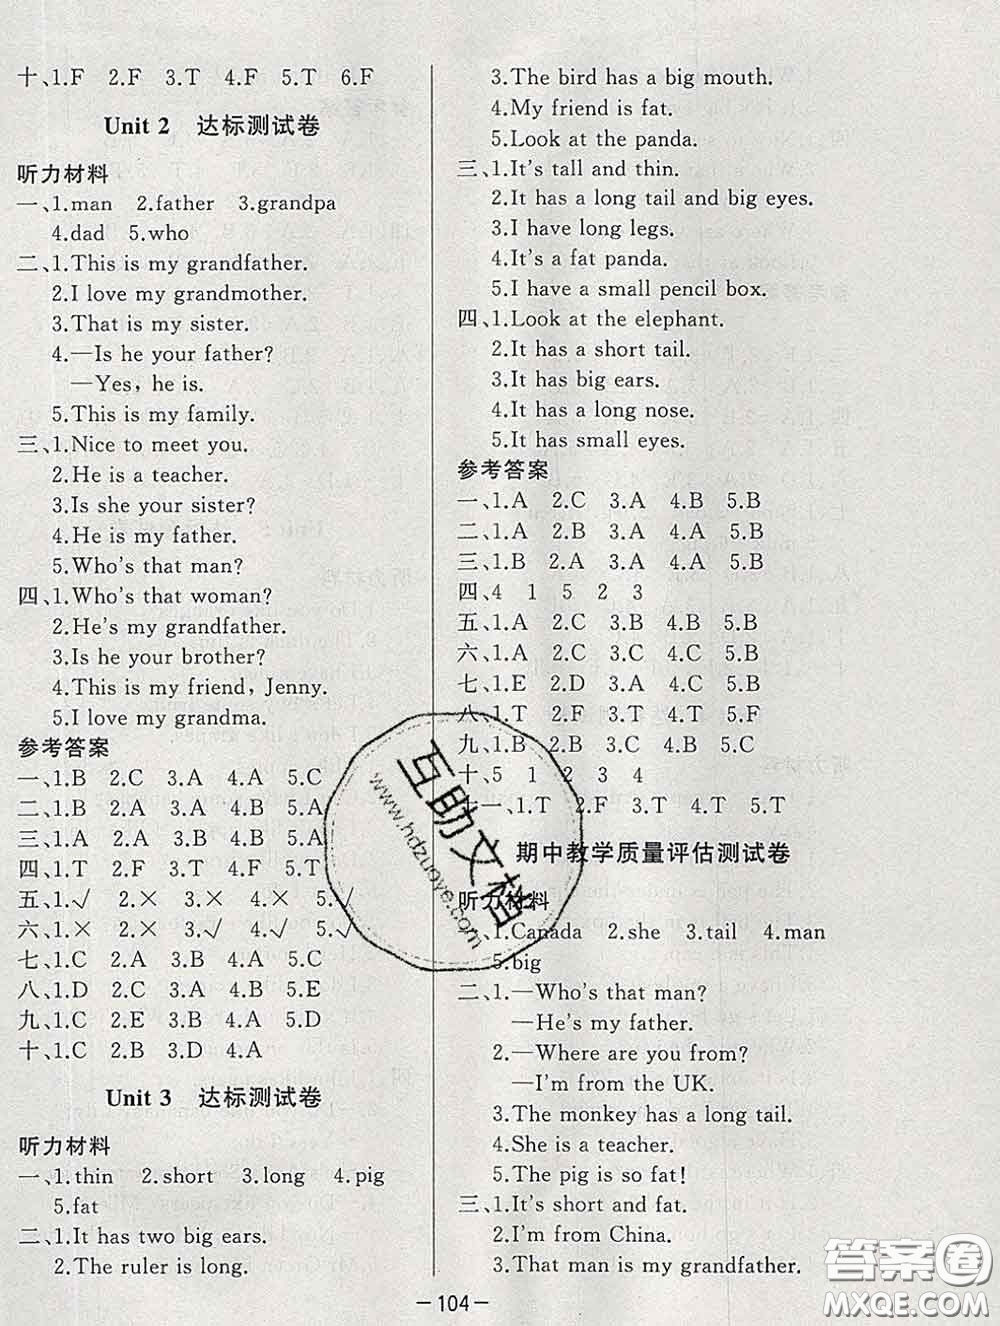 十、1.F 2.F 3.T 4.F 5.T 6.F
Unit 2 达标测试卷
听力材料
一、1.man 2.father 3.grandpa
4.dad 5.who
二、1.This is my grandfather.
2.I love my grandmother.
3.That is my sister.
4.—Is he your father?
—Yes, he is.
5.This is my family.
三、1.Nice to meet you.
2.He is a teacher.
3.Is she your sister?
4.He is my father.
5.Who's that man?
四、1.Who's that woman?
2.He's my grandfather.
3.Is he your brother?
4.This is my friend, Jenny.
5.I love my grandma.
参考答案
一、1.B 2.C 3.A 4.A 5.C
二、1.B 2.A 3.A 4.B 5.A
三、1.A 2.A 3.B 4.B 5.A
四、1.T 2.F 3.F 4.F 5.T
五、1.√ 2.× 3.× 4.× 5.√
六、1.× 2.× 3.√ 4.√ 5.√
七、1.C 2.A 3.A 4.B 5.C
八、1.D 2.C 3.A 4.B 5.E
九、1.C 2.E 3.B 4.A 5.D
十、1.C 2.B 3.D 4.A
Unit 3 达标测试卷
听力材料
一、1.thin 2.short 3.long 4.pig
5.fat
二、1.It has two big ears.
2.The ruler is long.
3.The bird has a big mouth.
4.My friend is fat.
5.Look at the panda.
三、1.It's tall and thin.
2.It has a long tail and big eyes.
3.I have long legs.
4.It's a fat panda.
5.I have a small pencil box.
四、1.Look at the elephant.
2.It has a short tail.
3.It has big ears.
4.It has a long nose.
5.It has small eyes.
参考答案
一、1.A 2.C 3.A 4.B 5.B
二、1.A 2.B 3.A 4.A 5.B
三、1.B 2.A 3.A 4.B 5.B
四、4 1 5 2 3
五、1.A 2.B 3.B 4.B 5.B
六、1.A 2.C 3.B 4.A 5.B
七、1.E 2.D 3.A 4.C 5.B
八、1.T 2.F 3.T 4.T 5.F
九、1.B 2.B 3.C 4.B 5.C
十、5 1 2 3 4
十一、1.T 2.F 3.T 4.T 5.T
期中教学质量评估测试卷
听力材料
一、1.Canada 2.she 3.tail 4.man
5.big
二、1.—Who's that man?
—He's my father.
2.—Where are you from?
—I'm from the UK.
3.The monkey has a long tail.
4.She is a teacher.
5.The pig is so fat!
三、1.It's short and fat.
2.I'm from China.
3.That man is my grandfather.
— 104 —
互助文档
www.hdzuoye.com
答案圈
MXQE.COM